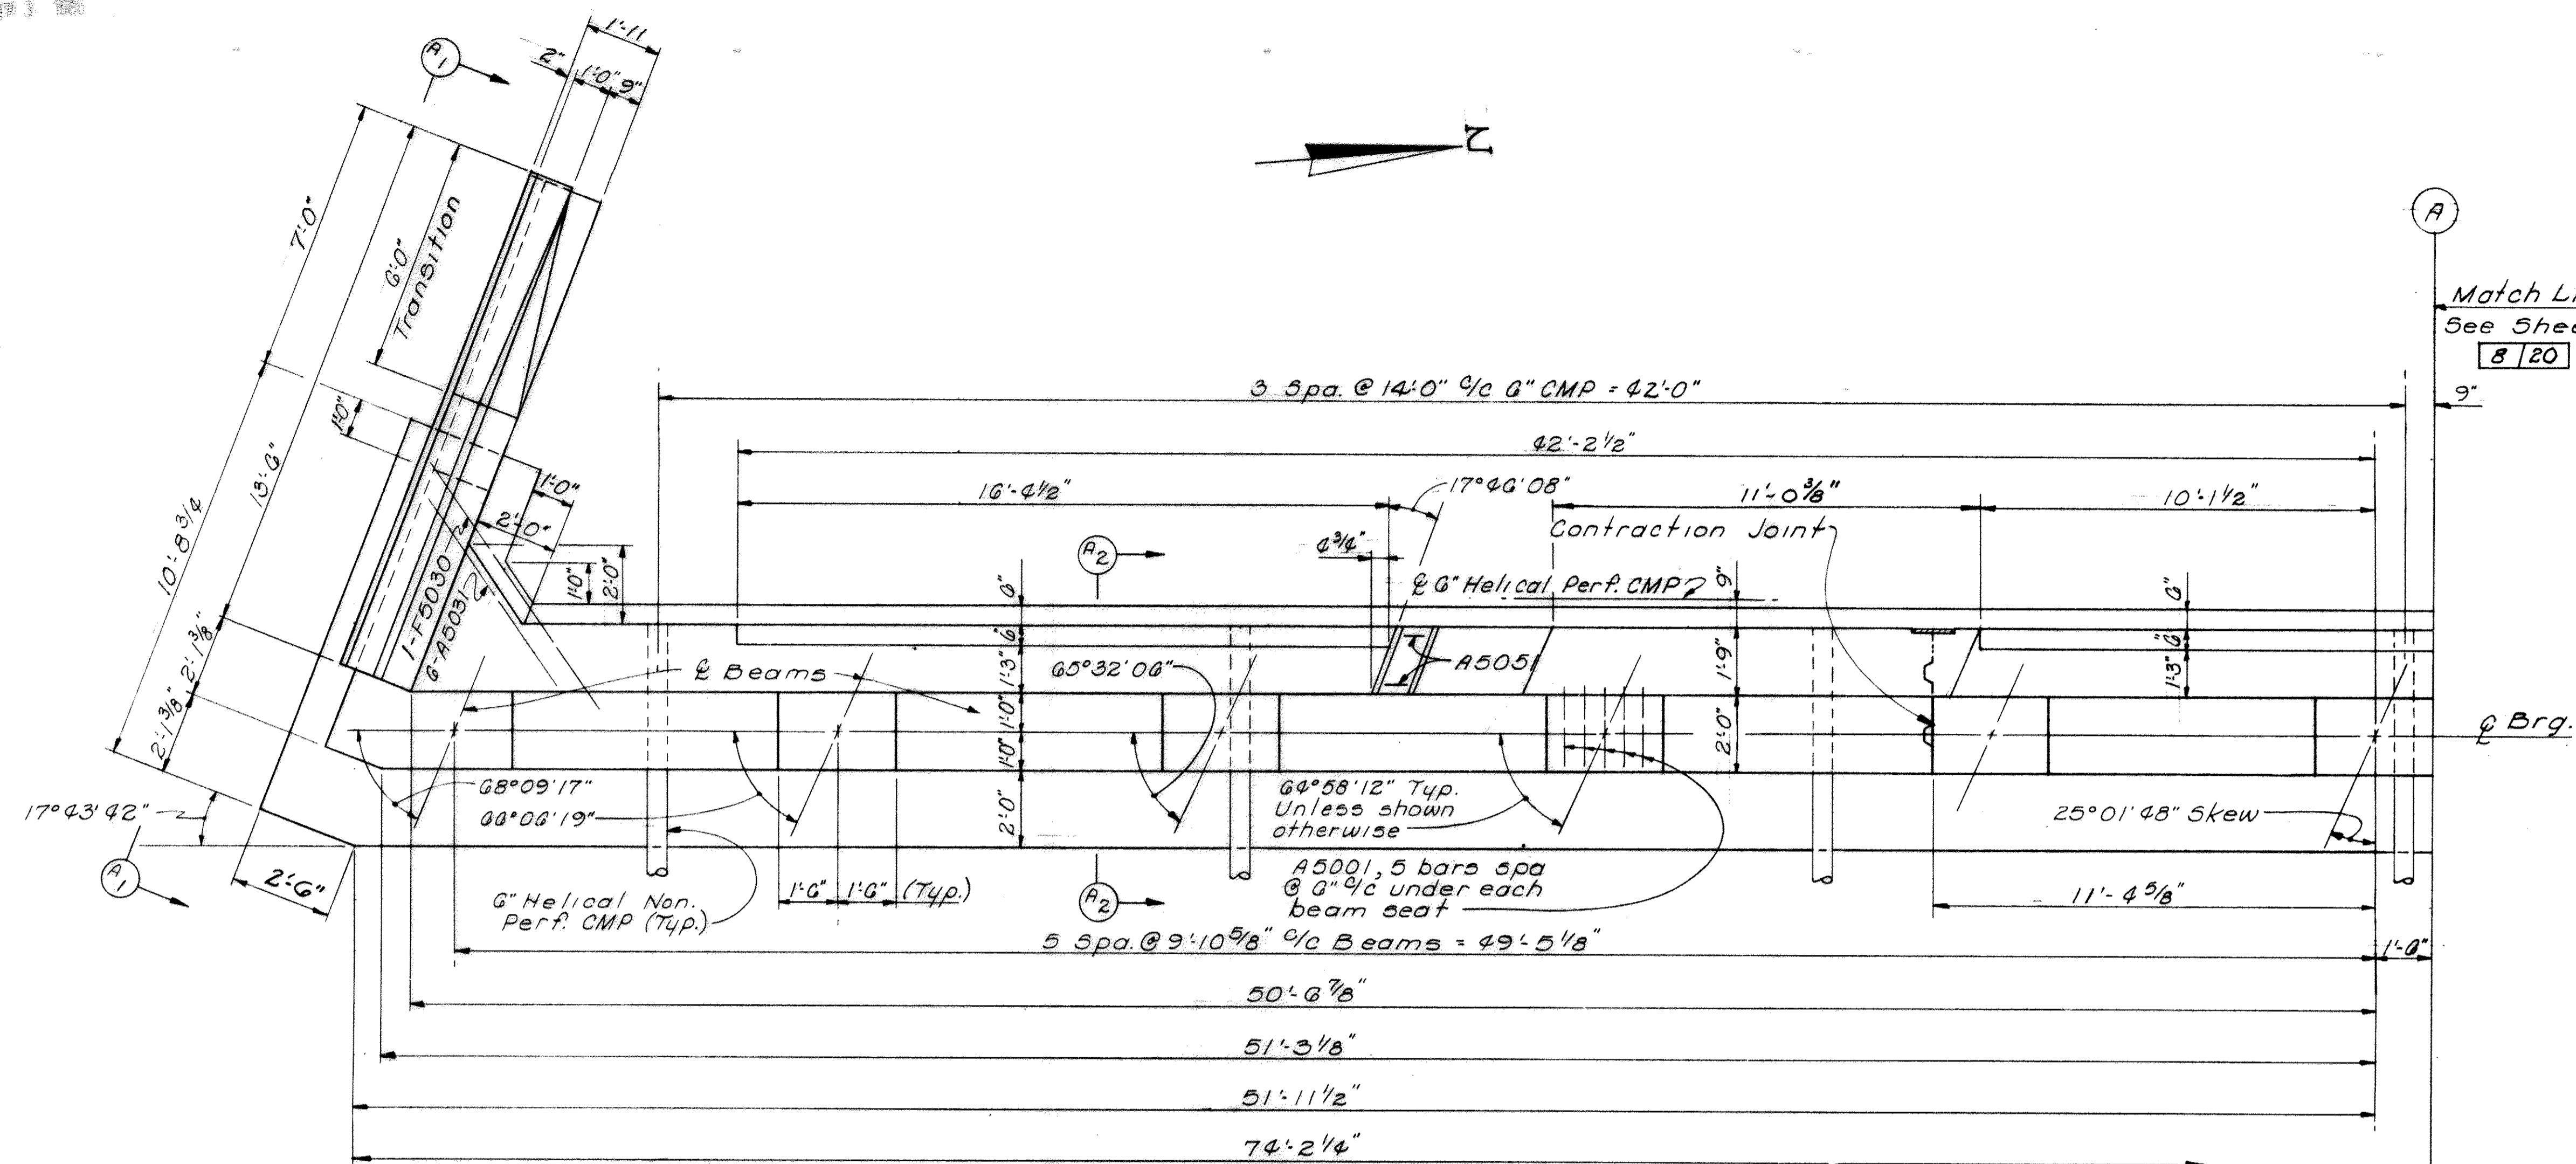 1'-11
A
1
2"
1'-0"
9"
Z
7'-0"
6'-0"
Transition
A
Match Li
See Shee
8 20
3 Spa. @ 14'-0" c/c 6" CMP = 42'-0"
9"
1'-0"
13'-6"
42'-2 1/2"
16'-4 1/2"
17°46'08"
11'-0 3/8"
10'-1 1/2"
1'-0"
2'-0"
Contraction Joint
10'-8 3/4
1-F5030
6-A5031
4 3/4"
A2
1'-0"
2'-0"
6"
℄ 6" Helical Perf. CMP
9"
6"
2'-1 3/8"
2'-1 3/8"
℄ Beams
6"
1'-3"
65°32'06"
A5051
1'-9"
6"
1'-3"
1'-0"
1'-0"
2'-0"
℄ Brg.
17°43'42"
68°09'17"
66°06'19"
2'-0"
64°58'12" Typ.
Unless shown
otherwise
25°01'48" Skew
A
1
2'-6"
6" Helical Non.
Perf. CMP (Typ.)
1'-6" 1'-6" (Typ.)
A2
A5001, 5 bars spa
@ 6" c/c under each
beam seat
11'-4 5/8"
5 Spa. @ 9'-10 5/8" c/c Beams = 49'-5 1/8"
1'-6"
50'-6 7/8"
51'-3 1/8"
51'-11 1/2"
74'-2 1/4"